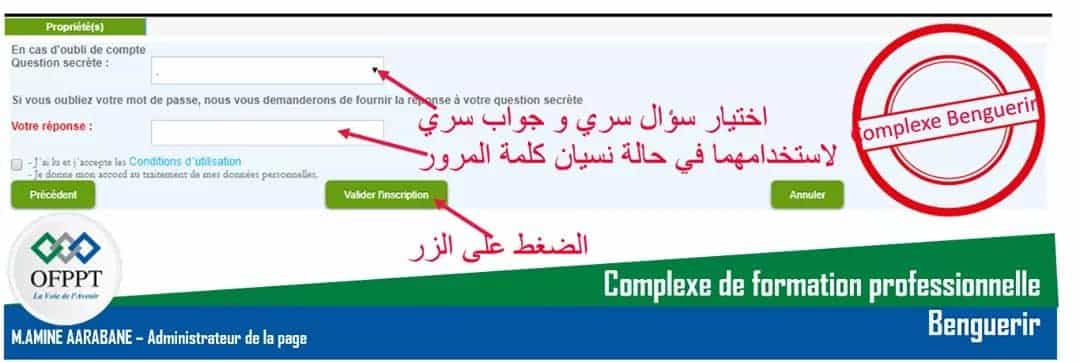 Propriété(s)
En cas d'oubli de compte
Question secrète :
.
Si vous oubliez votre mot de passe, nous vous demanderons de fournir la réponse à votre question secrète
اختيار سؤال سري و جواب سري
Votre réponse :
لاستخدامهما في حالة نسيان كلمة المرور
- J'ai lu et j'accepte les Conditions d'utilisation
- Je donne mon accord au traitement de mes données personnelles.
Précédent
Valider l'inscription
Annuler
Complexe Benguerir
الضغط على الزر
OFPPT
La Voie de l'Avenir
Complexe de formation professionnelle
Benguerir
M.AMINE AARABANE – Administrateur de la page